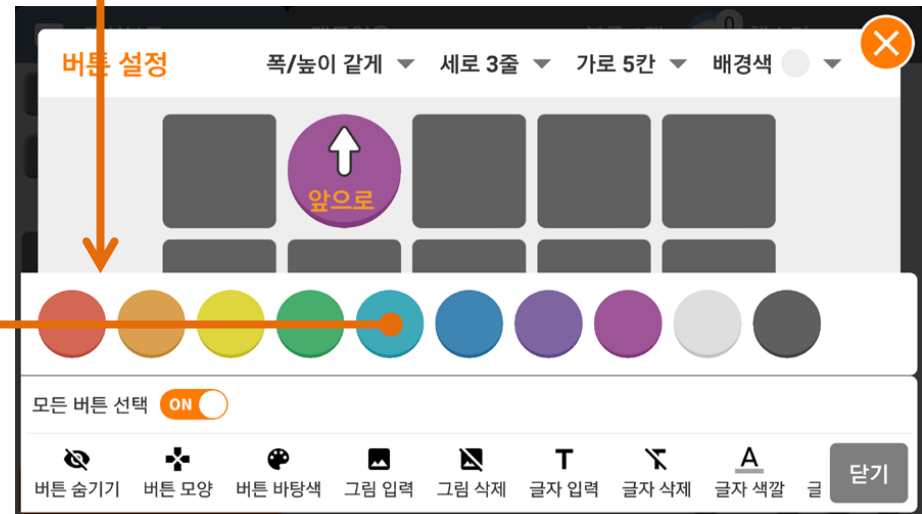 버튼 설정 폭/높이 같게 세로 3줄 가로 5칸 배경색
앞으로
모든 버튼 선택 ON
버튼 숨기기 버튼 모양 버튼 바탕색 그림 입력 그림 삭제 글자 입력 글자 삭제 글자 색깔 글 닫기